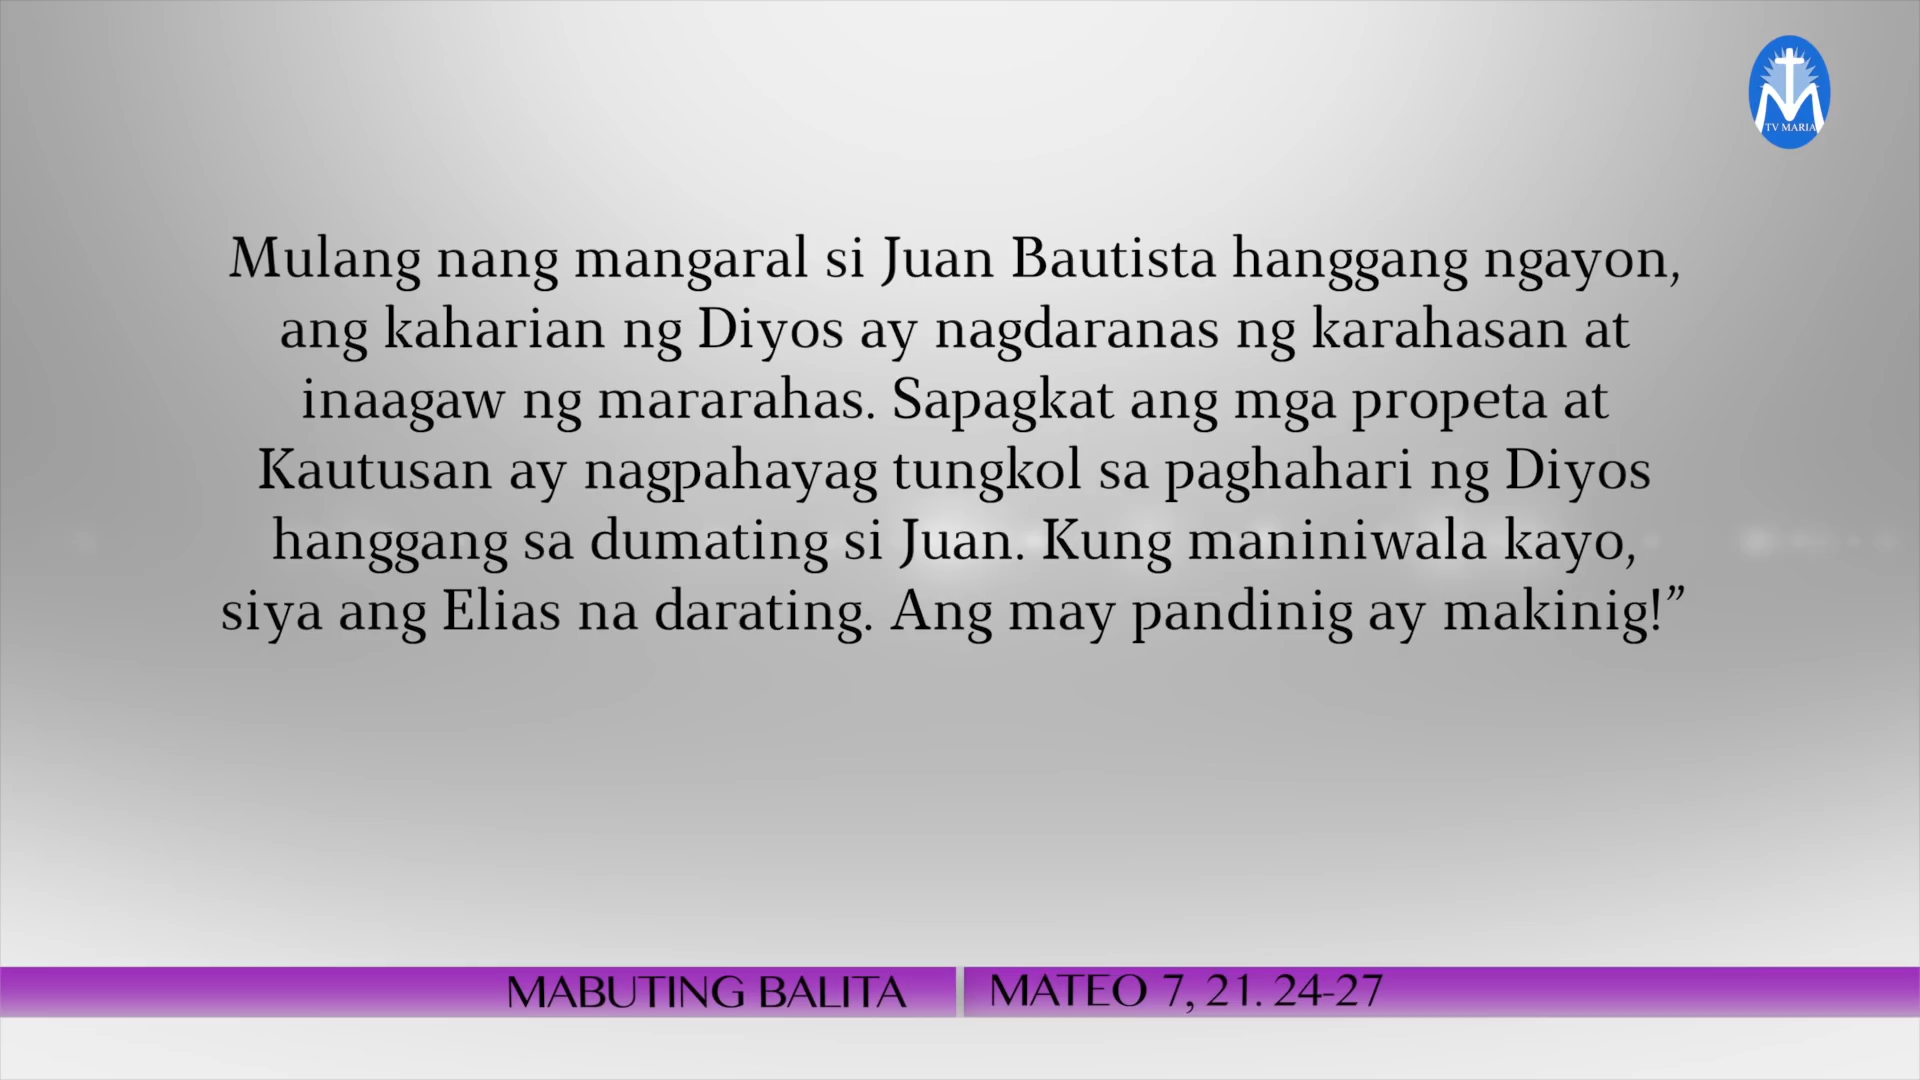 TV MARIA
Mulang nang mangaral si Juan Bautista hanggang ngayon,
ang kaharian ng Diyos ay nagdaranas ng karahasan at
inaagaw ng mararahas. Sapagkat ang mga propeta at
Kautusan ay nagpahayag tungkol sa paghahari ng Diyos
hanggang sa dumating si Juan. Kung maniniwala kayo,
siya ang Elias na darating. Ang may pandinig ay makinig!”
MABUTING BALITA
MATEO 7, 21. 24-27